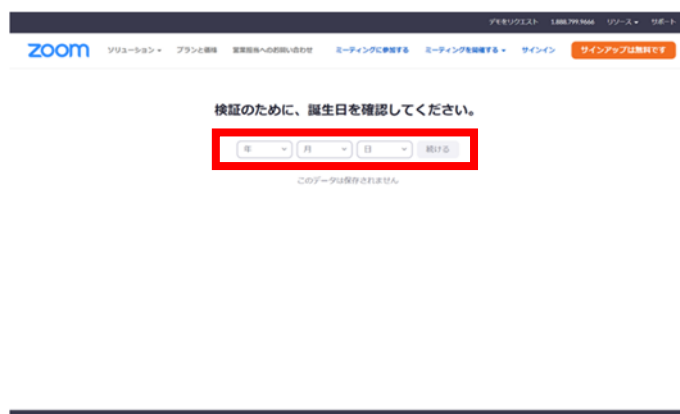 デモをリクエスト 1.888.799.9666 リソース サポート
zoom ソリューション プランと価格 営業担当へのお問い合わせ ミーティングに参加する ミーティングを開催する サインイン サインアップは無料です
検証のために、誕生日を確認してください。
年 月 日 続ける
このデータは保存されません